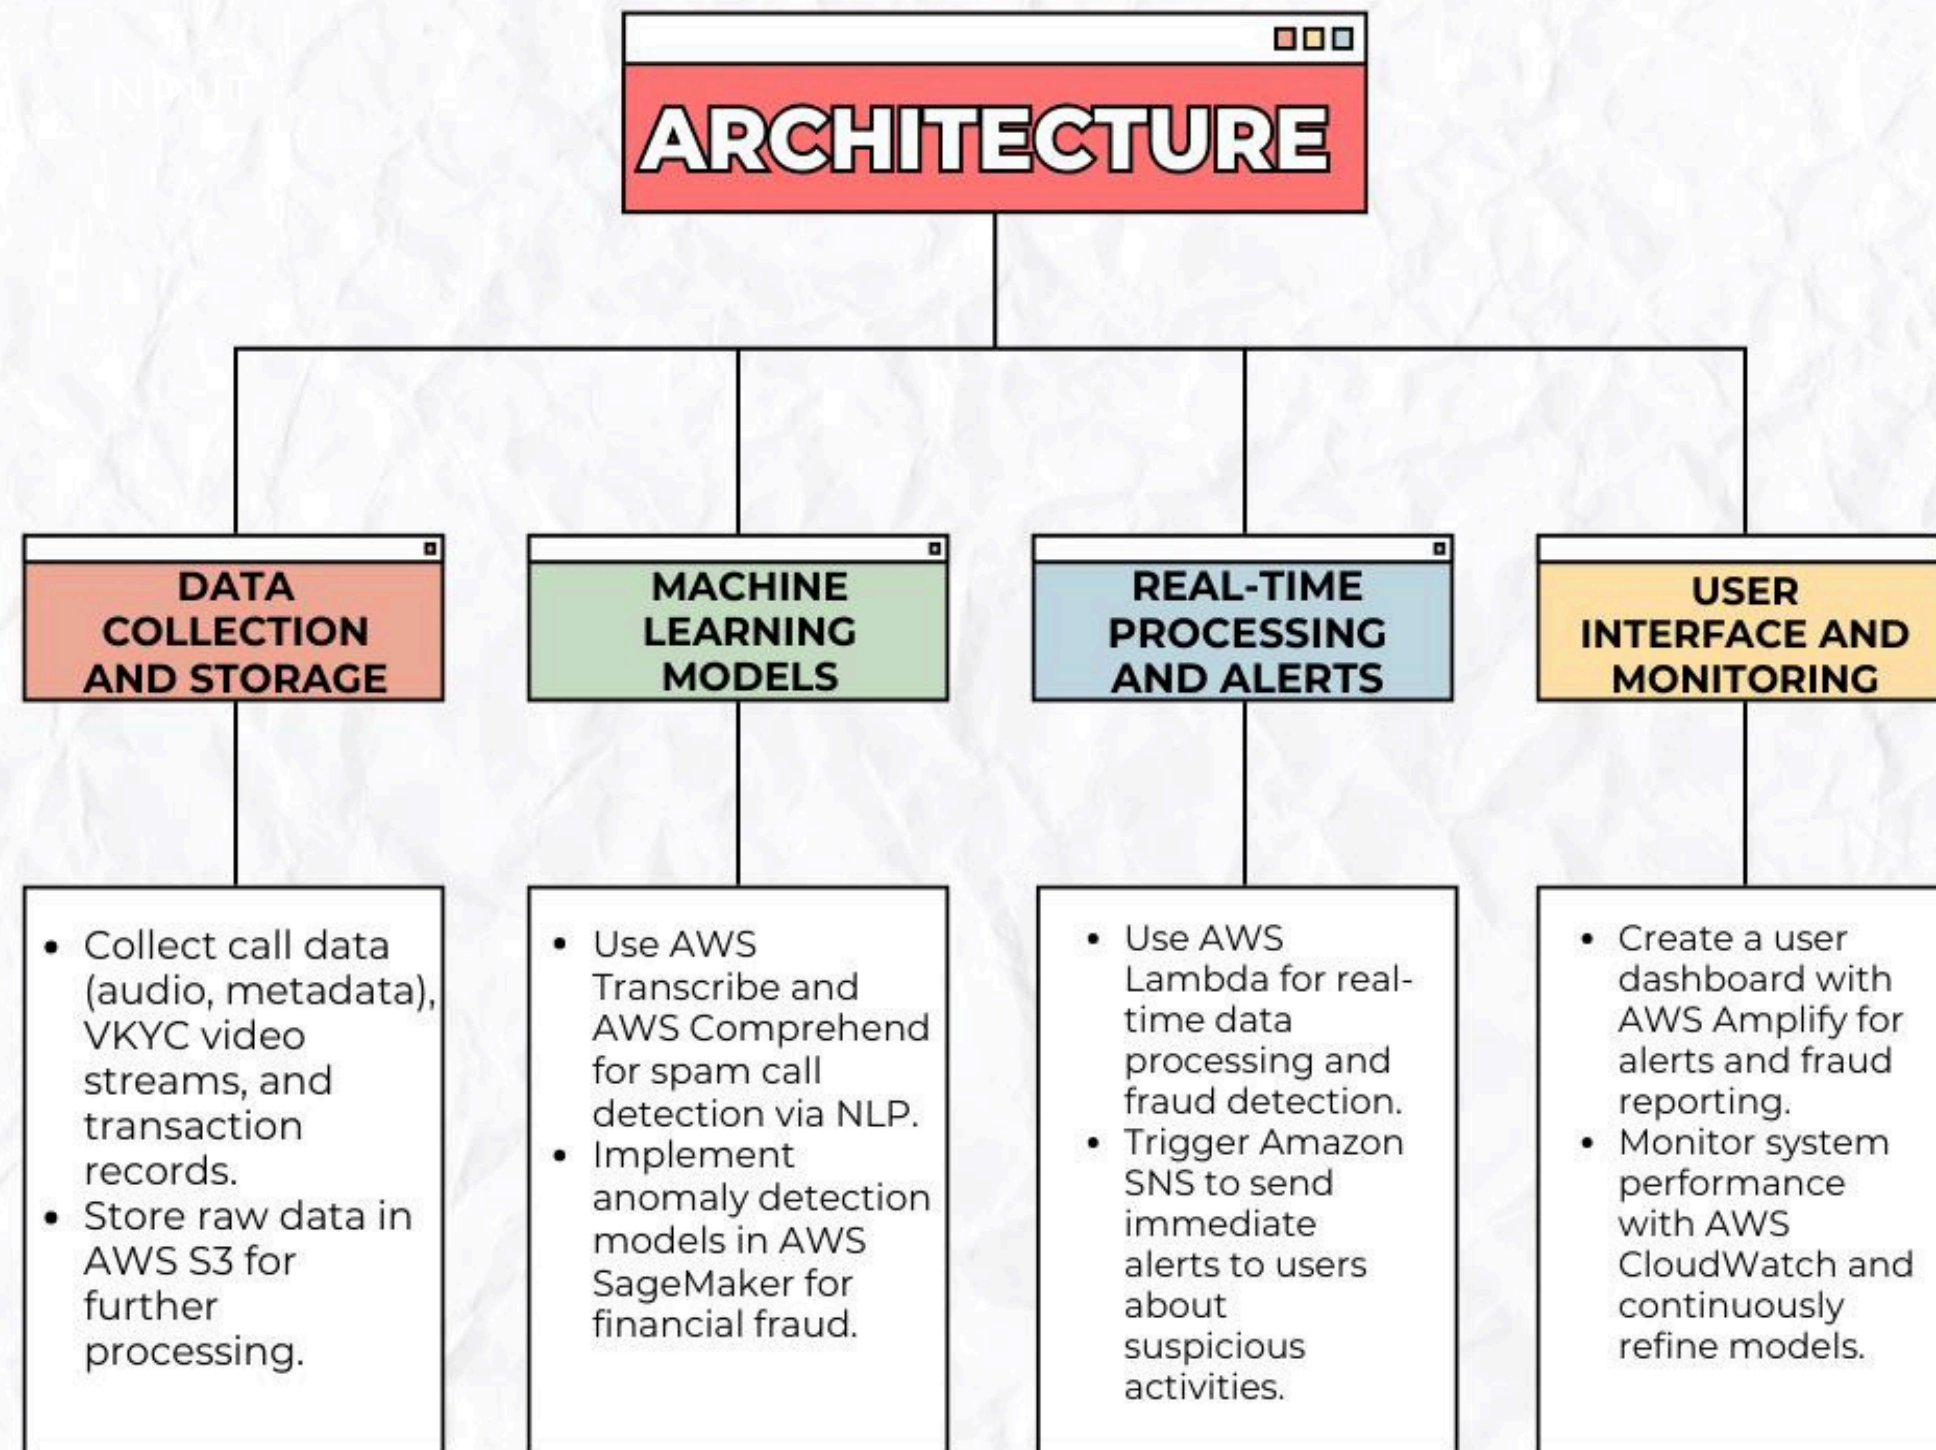 INPUT
ARCHITECTURE
DATA
COLLECTION
AND STORAGE
• Collect call data
(audio, metadata),
VKYC video
streams, and
transaction
records.
• Store raw data in
AWS S3 for
further
processing.
MACHINE
LEARNING
MODELS
• Use AWS
Transcribe and
AWS Comprehend
for spam call
detection via NLP.
• Implement
anomaly detection
models in AWS
SageMaker for
financial fraud.
REAL-TIME
PROCESSING
AND ALERTS
• Use AWS
Lambda for real-
time data
processing and
fraud detection.
• Trigger Amazon
SNS to send
immediate
alerts to users
about
suspicious
activities.
USER
INTERFACE AND
MONITORING
• Create a user
dashboard with
AWS Amplify for
alerts and fraud
reporting.
• Monitor system
performance
with AWS
CloudWatch and
continuously
refine models.